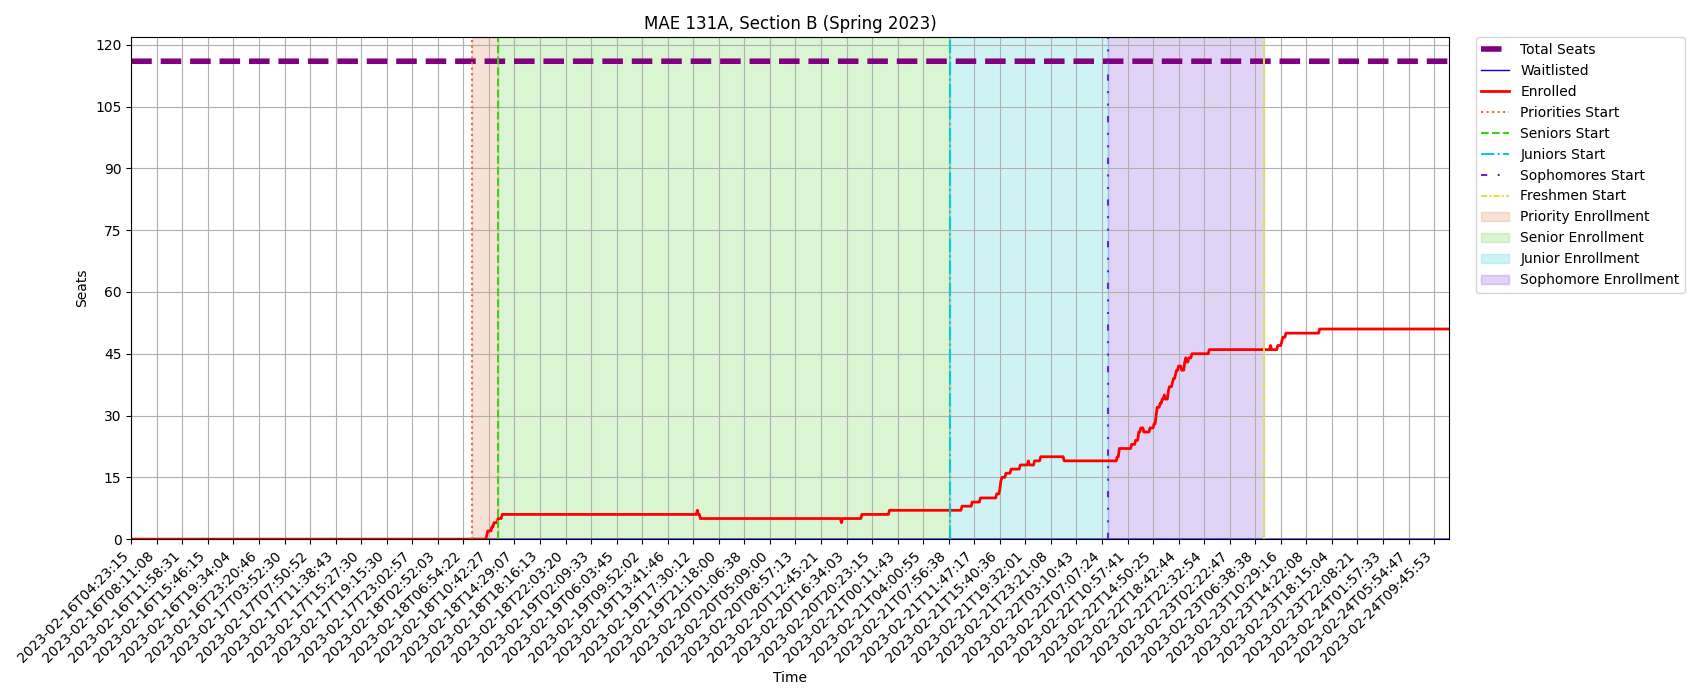 MAE 131A, Section B (Spring 2023)
120
105
90
75
60
45
30
15
0
Seats
2023-02-16T04:23:15
2023-02-16T08:11:08
2023-02-16T11:58:31
2023-02-16T15:46:15
2023-02-16T19:34:04
2023-02-16T23:20:46
2023-02-17T03:52:30
2023-02-17T07:50:52
2023-02-17T11:38:43
2023-02-17T15:27:30
2023-02-17T19:15:30
2023-02-17T23:02:57
2023-02-18T02:52:03
2023-02-18T06:54:22
2023-02-18T10:42:27
2023-02-18T14:29:07
2023-02-18T18:16:13
2023-02-18T22:03:20
2023-02-19T02:09:33
2023-02-19T06:03:45
2023-02-19T09:52:02
2023-02-19T13:41:46
2023-02-19T17:30:12
2023-02-19T21:18:00
2023-02-20T01:06:38
2023-02-20T05:09:00
2023-02-20T08:57:13
2023-02-20T12:45:21
2023-02-20T16:34:03
2023-02-20T20:23:15
2023-02-21T00:11:43
2023-02-21T04:00:55
2023-02-21T07:56:38
2023-02-21T11:47:17
2023-02-21T15:40:36
2023-02-21T19:32:01
2023-02-21T23:21:08
2023-02-22T03:10:43
2023-02-22T07:07:24
2023-02-22T10:57:41
2023-02-22T14:50:25
2023-02-22T18:42:44
2023-02-22T22:32:54
2023-02-23T02:22:47
2023-02-23T06:38:38
2023-02-23T10:29:16
2023-02-23T14:22:08
2023-02-23T18:15:04
2023-02-23T22:08:21
2023-02-24T01:57:33
2023-02-24T05:54:47
2023-02-24T09:45:53
Time
Total Seats
Waitlisted
Enrolled
Priorities Start
Seniors Start
Juniors Start
Sophomores Start
Freshmen Start
Priority Enrollment
Senior Enrollment
Junior Enrollment
Sophomore Enrollment